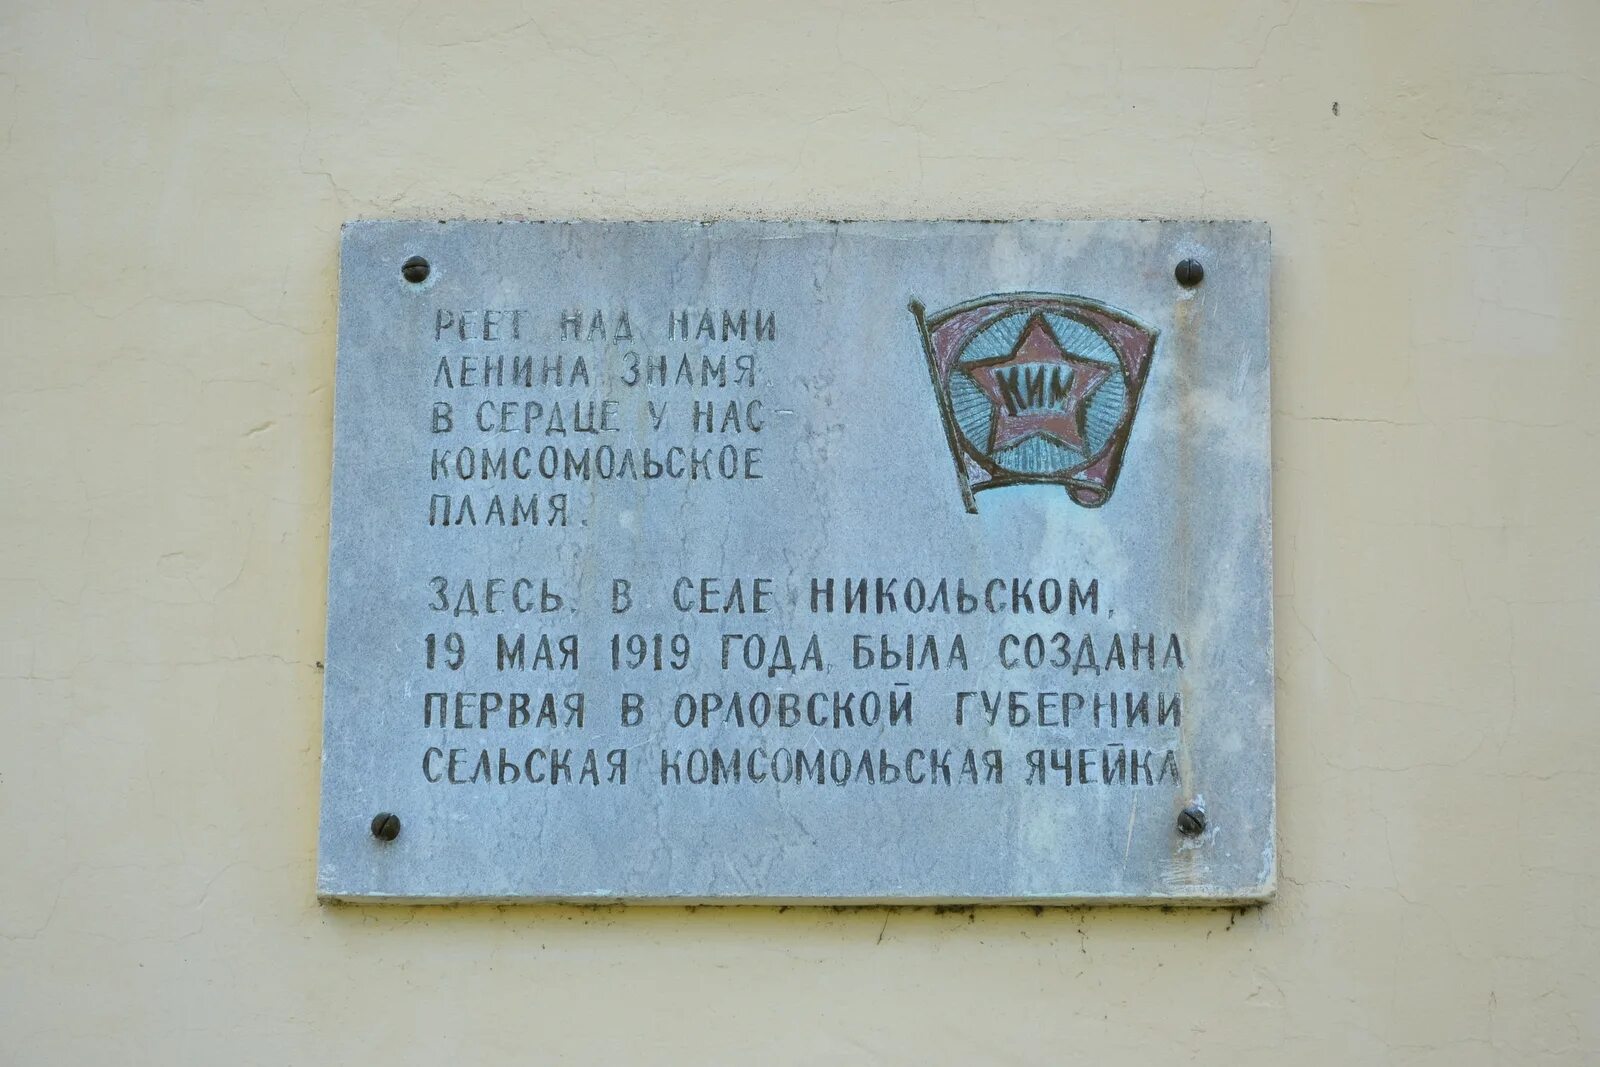 РЕЕТ НАД НАМИ
ЛЕНИНА ЗНАМЯ.
В СЕРДЦЕ У НАС –
КОМСОМОЛЬСКОЕ
ПЛАМЯ.
КИМ
ЗДЕСЬ, В СЕЛЕ НИКОЛЬСКОМ,
19 МАЯ 1919 ГОДА БЫЛА СОЗДАНА
ПЕРВАЯ В ОРЛОВСКОЙ ГУБЕРНИИ
СЕЛЬСКАЯ КОМСОМОЛЬСКАЯ ЯЧЕЙКА